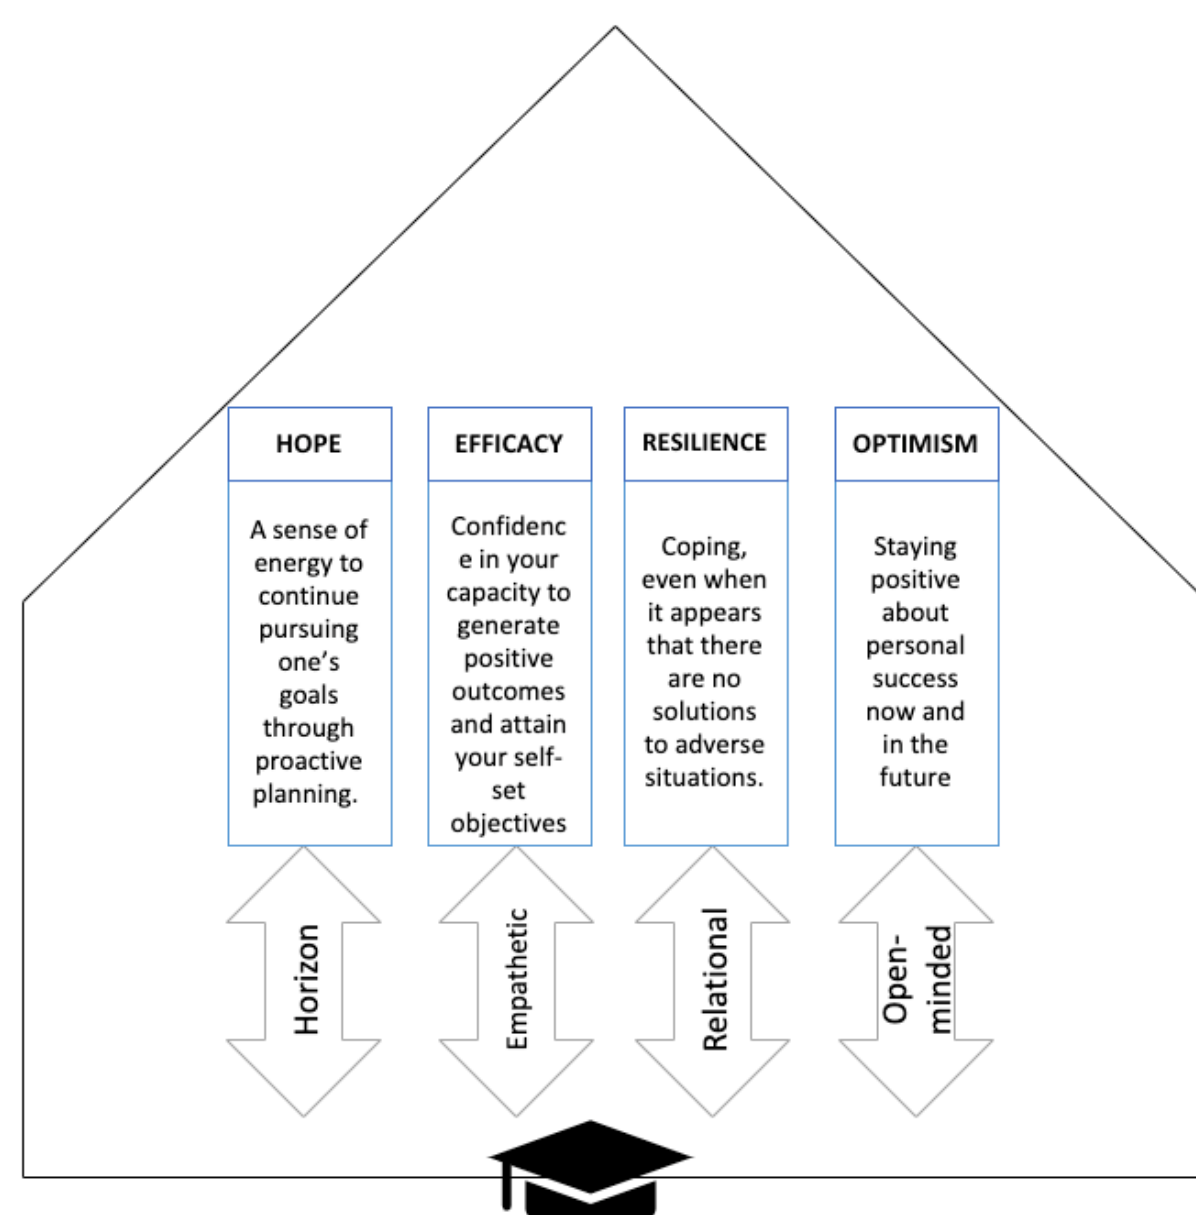 HOPE
A sense of
energy to
continue
pursuing
one’s
goals
through
proactive
planning.
EFFICACY
Confidenc
e in your
capacity to
generate
positive
outcomes
and attain
your self-
set
objectives
RESILIENCE
Coping,
even when
it appears
that there
are no
solutions
to adverse
situations.
OPTIMISM
Staying
positive
about
personal
success
now and
in the
future
Horizon
Empathetic
Relational
Open-
minded